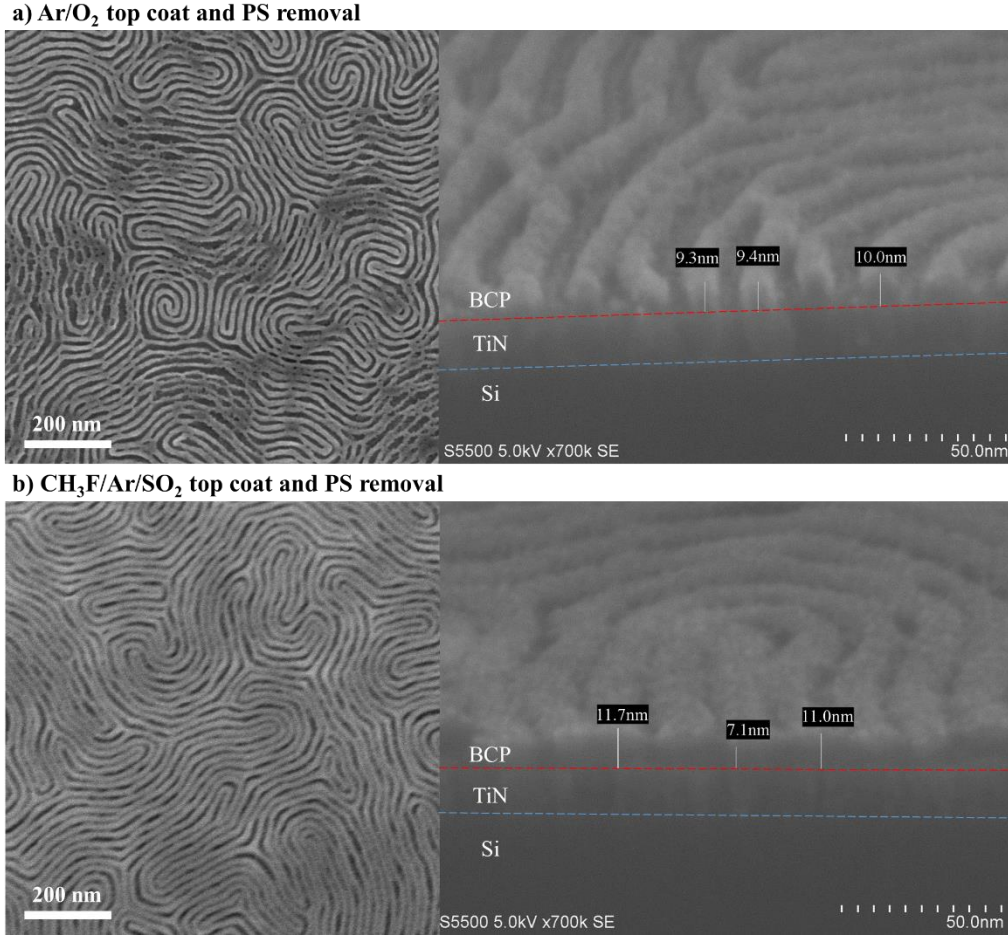 a) Ar/O₂ top coat and PS removal
9.3nm
9.4nm
10.0nm
BCP
TiN
Si
200 nm
S5500 5.0kV x700k SE
50.0nm
b) CH₃F/Ar/SO₂ top coat and PS removal
11.7nm
7.1nm
11.0nm
BCP
TiN
Si
200 nm
S5500 5.0kV x700k SE
50.0nm